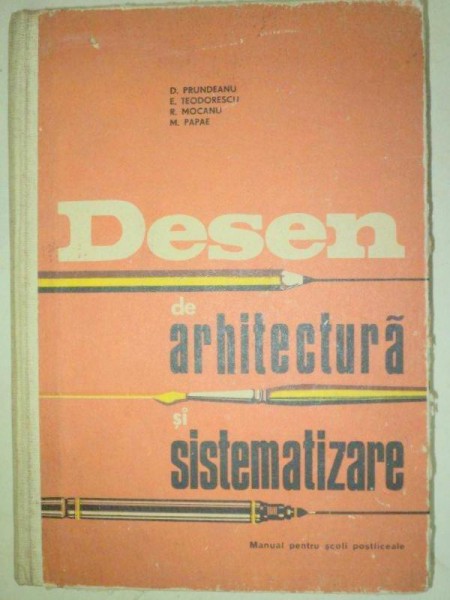 D. PRUNDEANU
E. TEODORESCU
R. MOCANU
M. PAPAE
Desen
de
arhitectură
și
sistematizare
Manual pentru școli postliceale